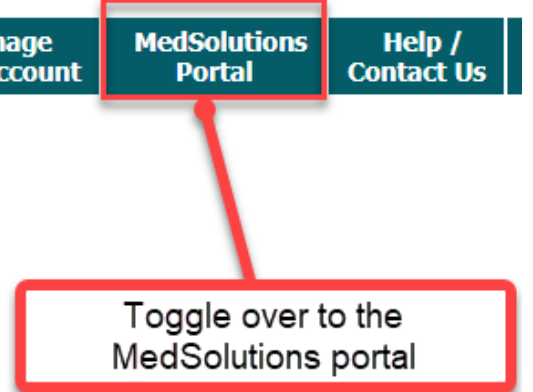 nage
ccount
MedSolutions
Portal
Help /
Contact Us
Toggle over to the
MedSolutions portal